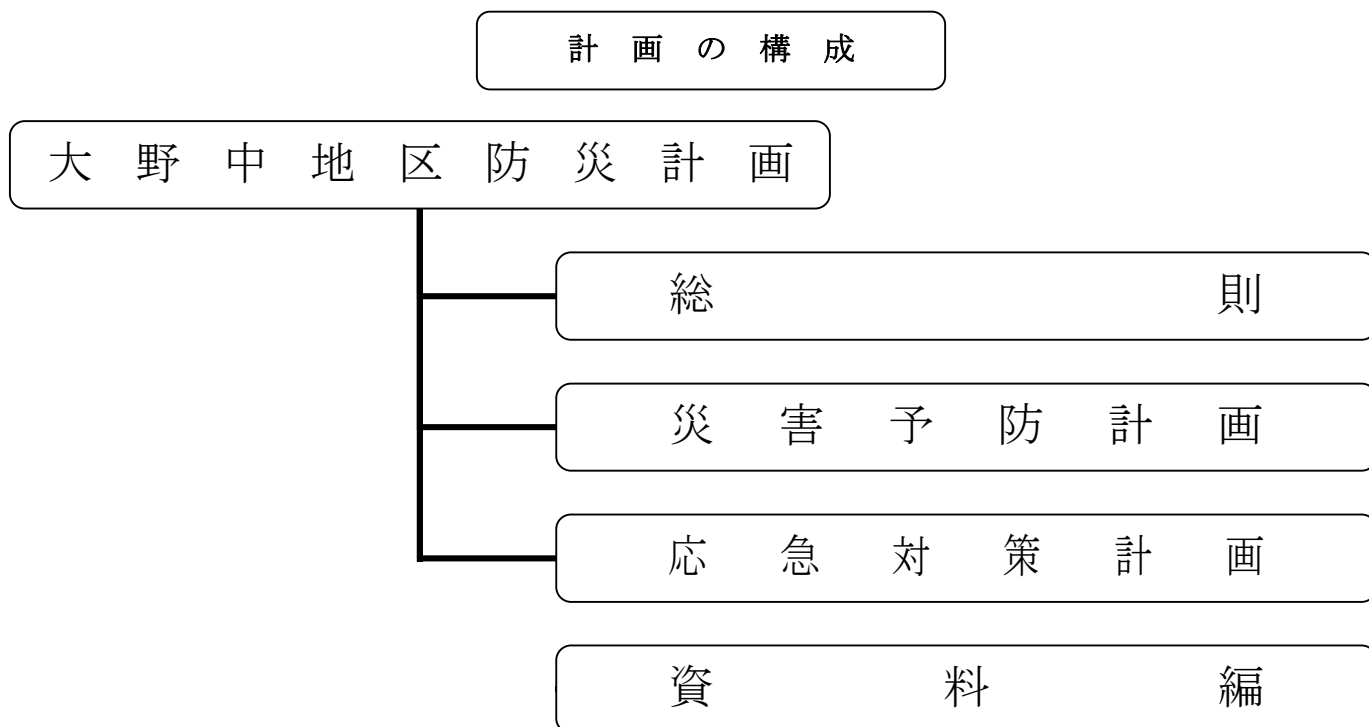 計画の構成
大野中地区防災計画
総則
災害予防計画
応急対策計画
資料編